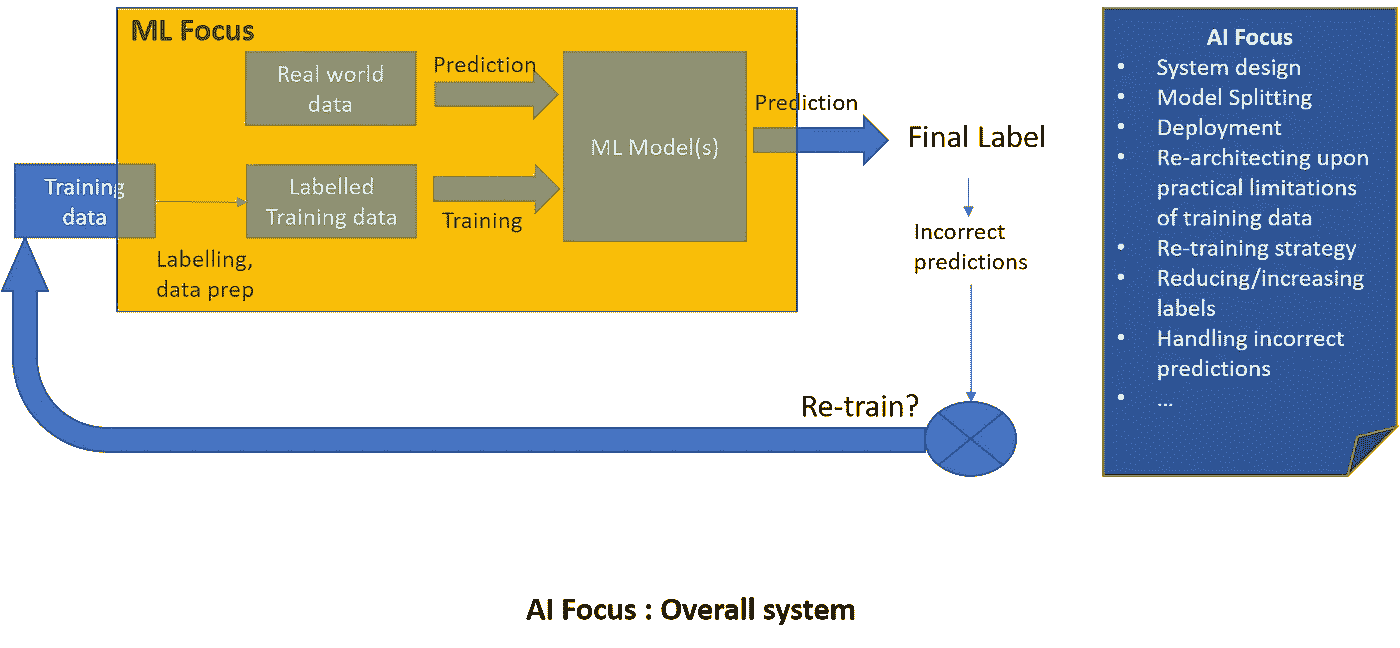 ML Focus
Real world
data
Prediction
ML Model(s)
Prediction
Final Label
Training
data
Labelled
Training data
Training
Labelling,
data prep
Incorrect
predictions
Re-train?
AI Focus
• System design
• Model Splitting
• Deployment
• Re-architecting upon
practical limitations
of training data
• Re-training strategy
• Reducing/increasing
labels
• Handling incorrect
predictions
• ...
AI Focus : Overall system